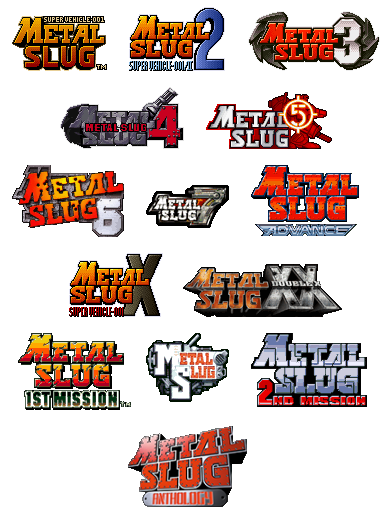 SUPER VEHICLE-001
METAL
SLUG
TM
METAL
SLUG 2
SUPER VEHICLE-001/II
METAL
SLUG 3
METAL
METAL SLUG
4
METAL
SLUG
5
METAL
SLUG
6
METAL
SLUG
7
METAL
SLUG
ADVANCE
METAL
SLUG X
SUPER VEHICLE-001
METAL
SLUG XX
DOUBLE X
METAL
SLUG
1ST MISSION
TM
M
S
METAL
SLUG
METAL
SLUG
2ND MISSION
METAL
SLUG
ANTHOLOGY